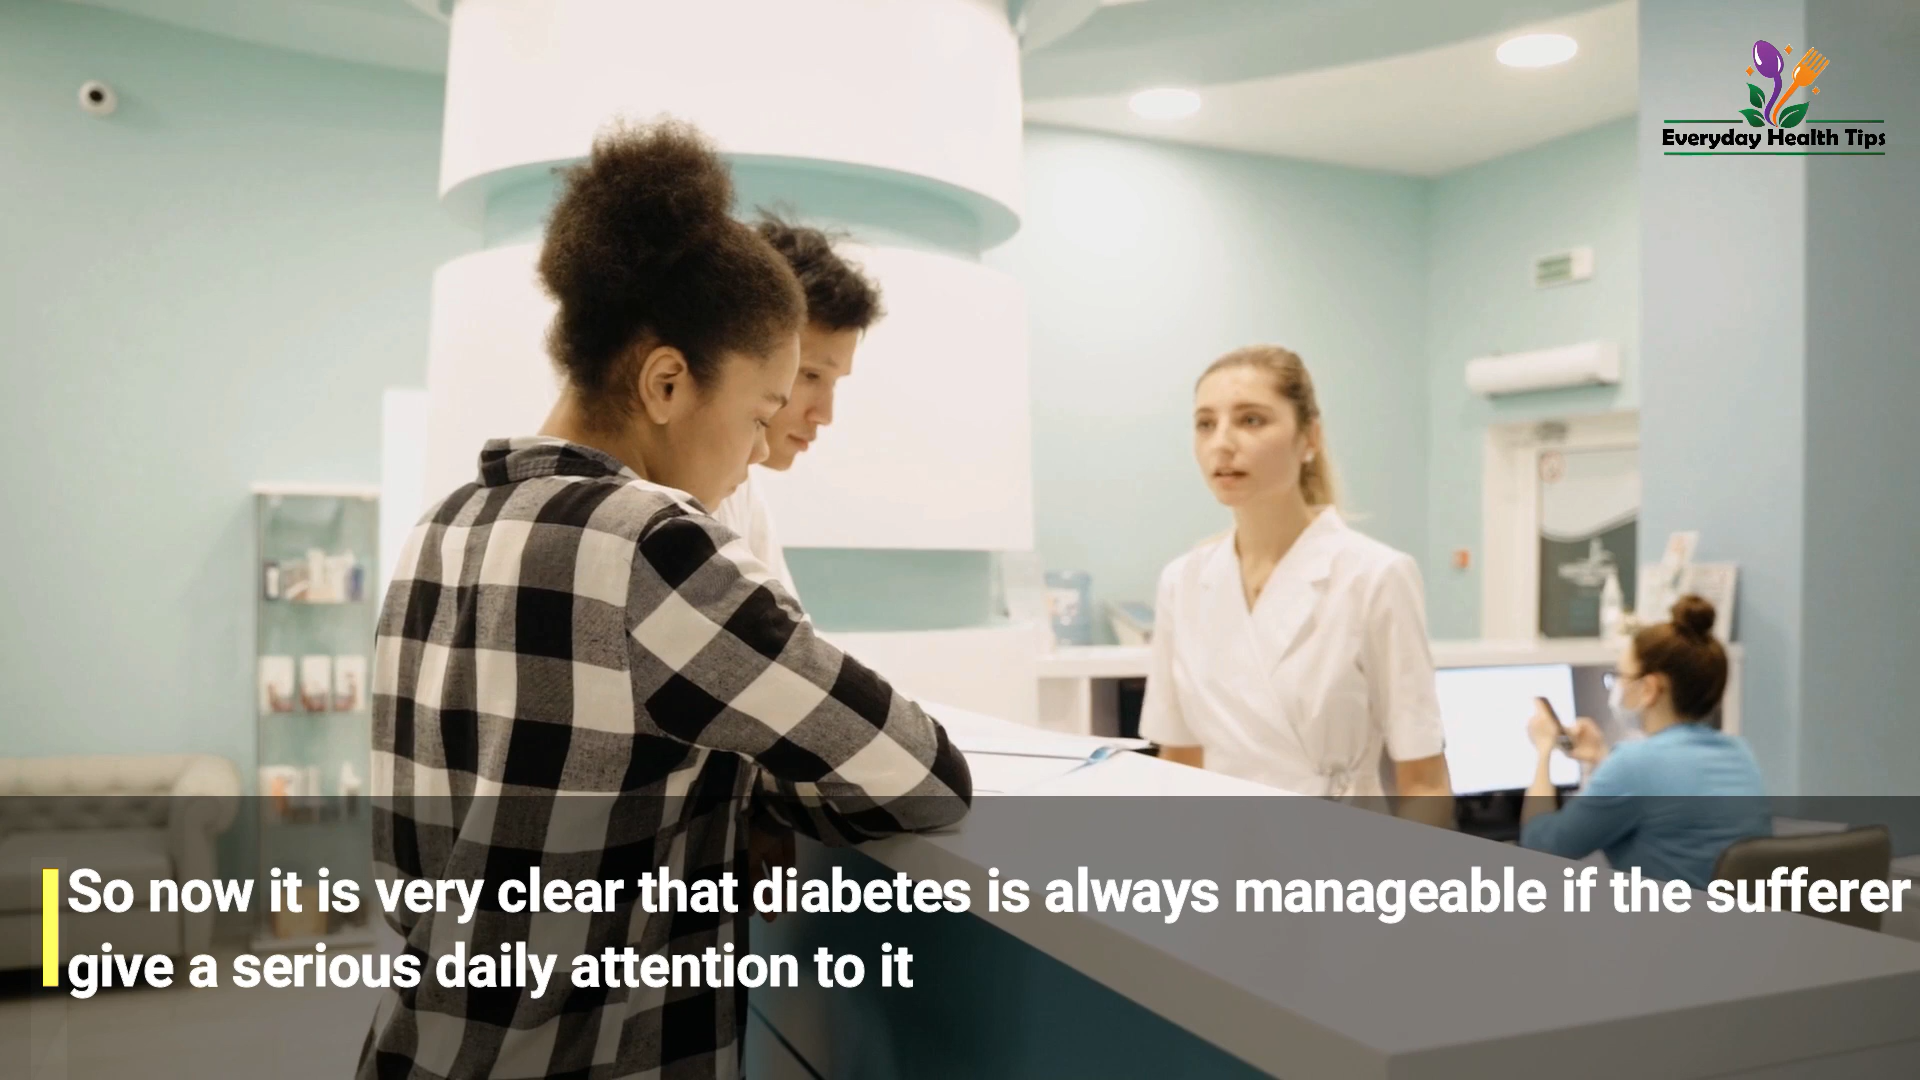 Everyday Health Tips
So now it is very clear that diabetes is always manageable if the sufferer
give a serious daily attention to it